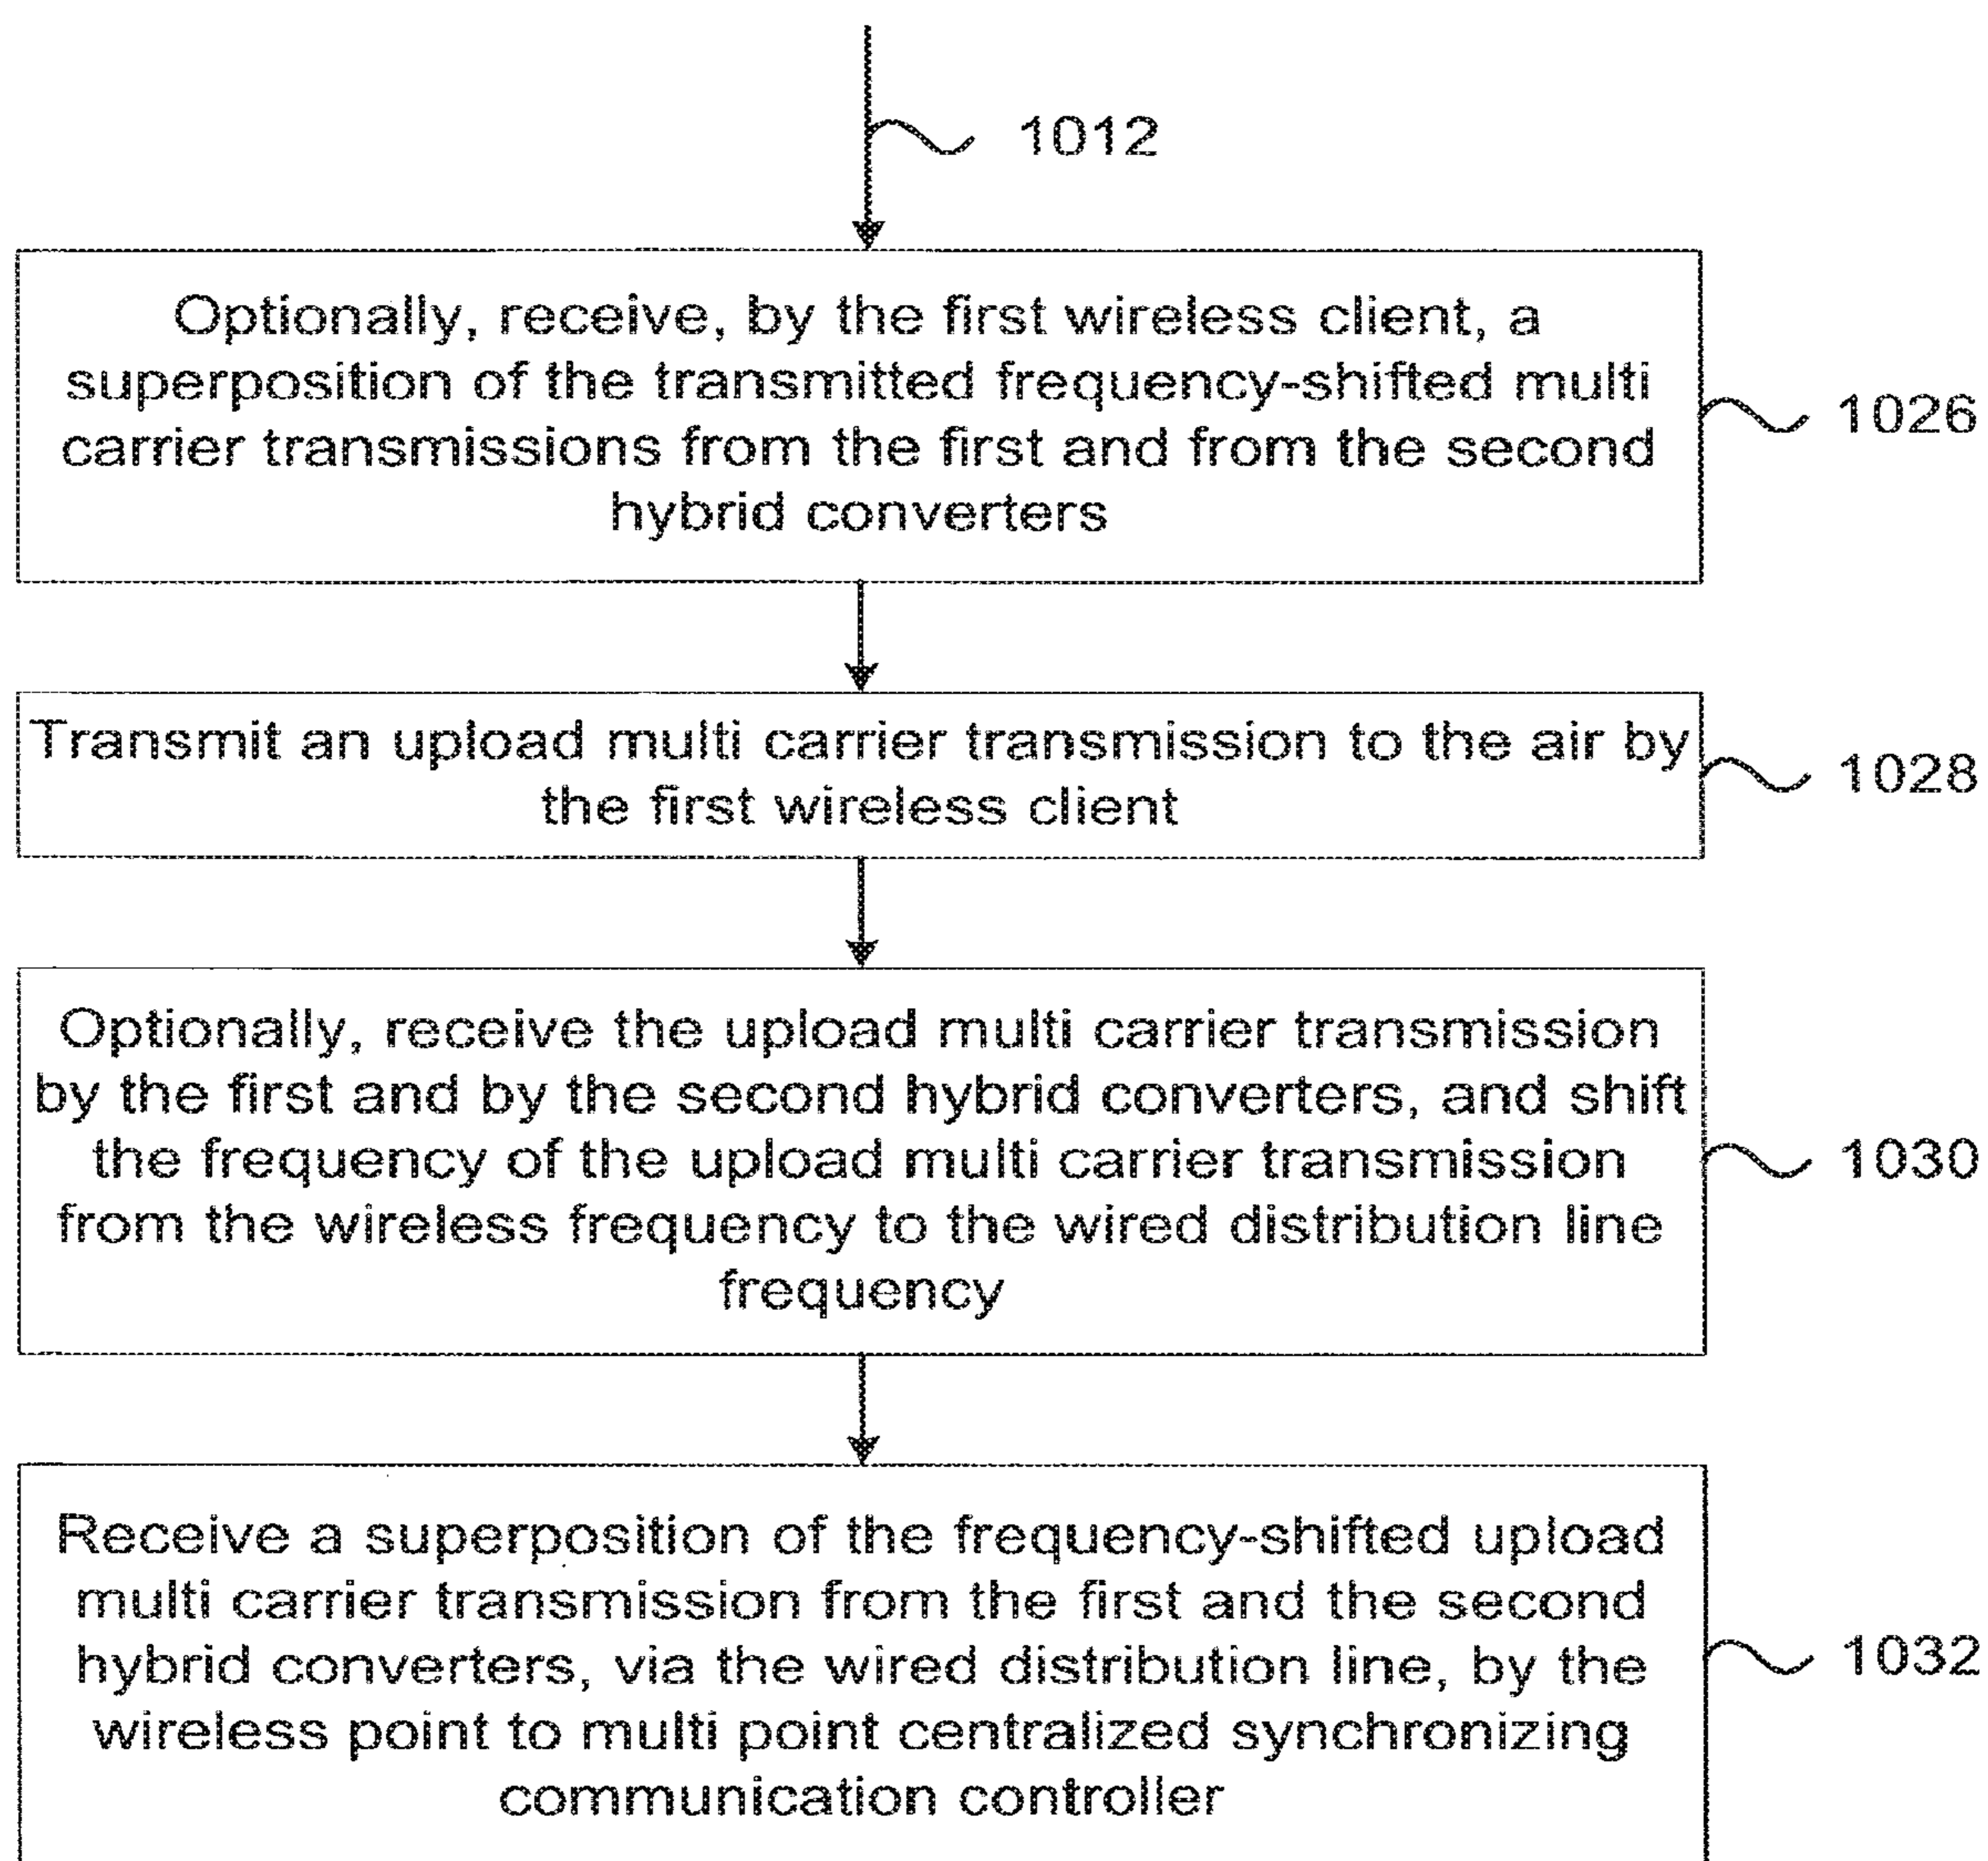 1012
Optionally, receive, by the first wireless client, a
superposition of the transmitted frequency-shifted multi
carrier transmissions from the first and from the second
hybrid converters
1026
Transmit an upload multi carrier transmission to the air by
the first wireless client
1028
Optionally, receive the upload multi carrier transmission
by the first and by the second hybrid converters, and shift
the frequency of the upload multi carrier transmission
from the wireless frequency to the wired distribution line
frequency
1030
Receive a superposition of the frequency-shifted upload
multi carrier transmission from the first and the second
hybrid converters, via the wired distribution line, by the
wireless point to multi point centralized synchronizing
communication controller
1032